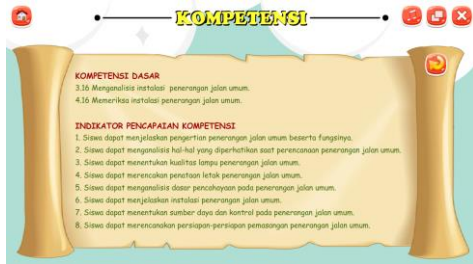 KOMPETENSI
KOMPETENSI DASAR
3.16 Menganalisis instalasi penerangan jalan umum.
4.16 Memeriksa instalasi penerangan jalan umum.
INDIKATOR PENCAPAIAN KOMPETENSI
1. Siswa dapat menjelaskan pengertian penerangan jalan umum beserta fungsinya.
2. Siswa dapat menganalisis hal-hal yang diperhatikan saat perencanaan penerangan jalan umum.
3. Siswa dapat menentukan kualitas lampu penerangan jalan umum.
4. Siswa dapat merencakan penataan letak penerangan jalan umum.
5. Siswa dapat menganalisis dasar pencahayaan pada penerangan jalan umum.
6. Siswa dapat menjelaskan instalasi penerangan jalan umum.
7. Siswa dapat menentukan sumber daya dan kontrol pada penerangan jalan umum.
8. Siswa dapat merencanakan persiapan-persiapan pemasangan penerangan jalan umum.